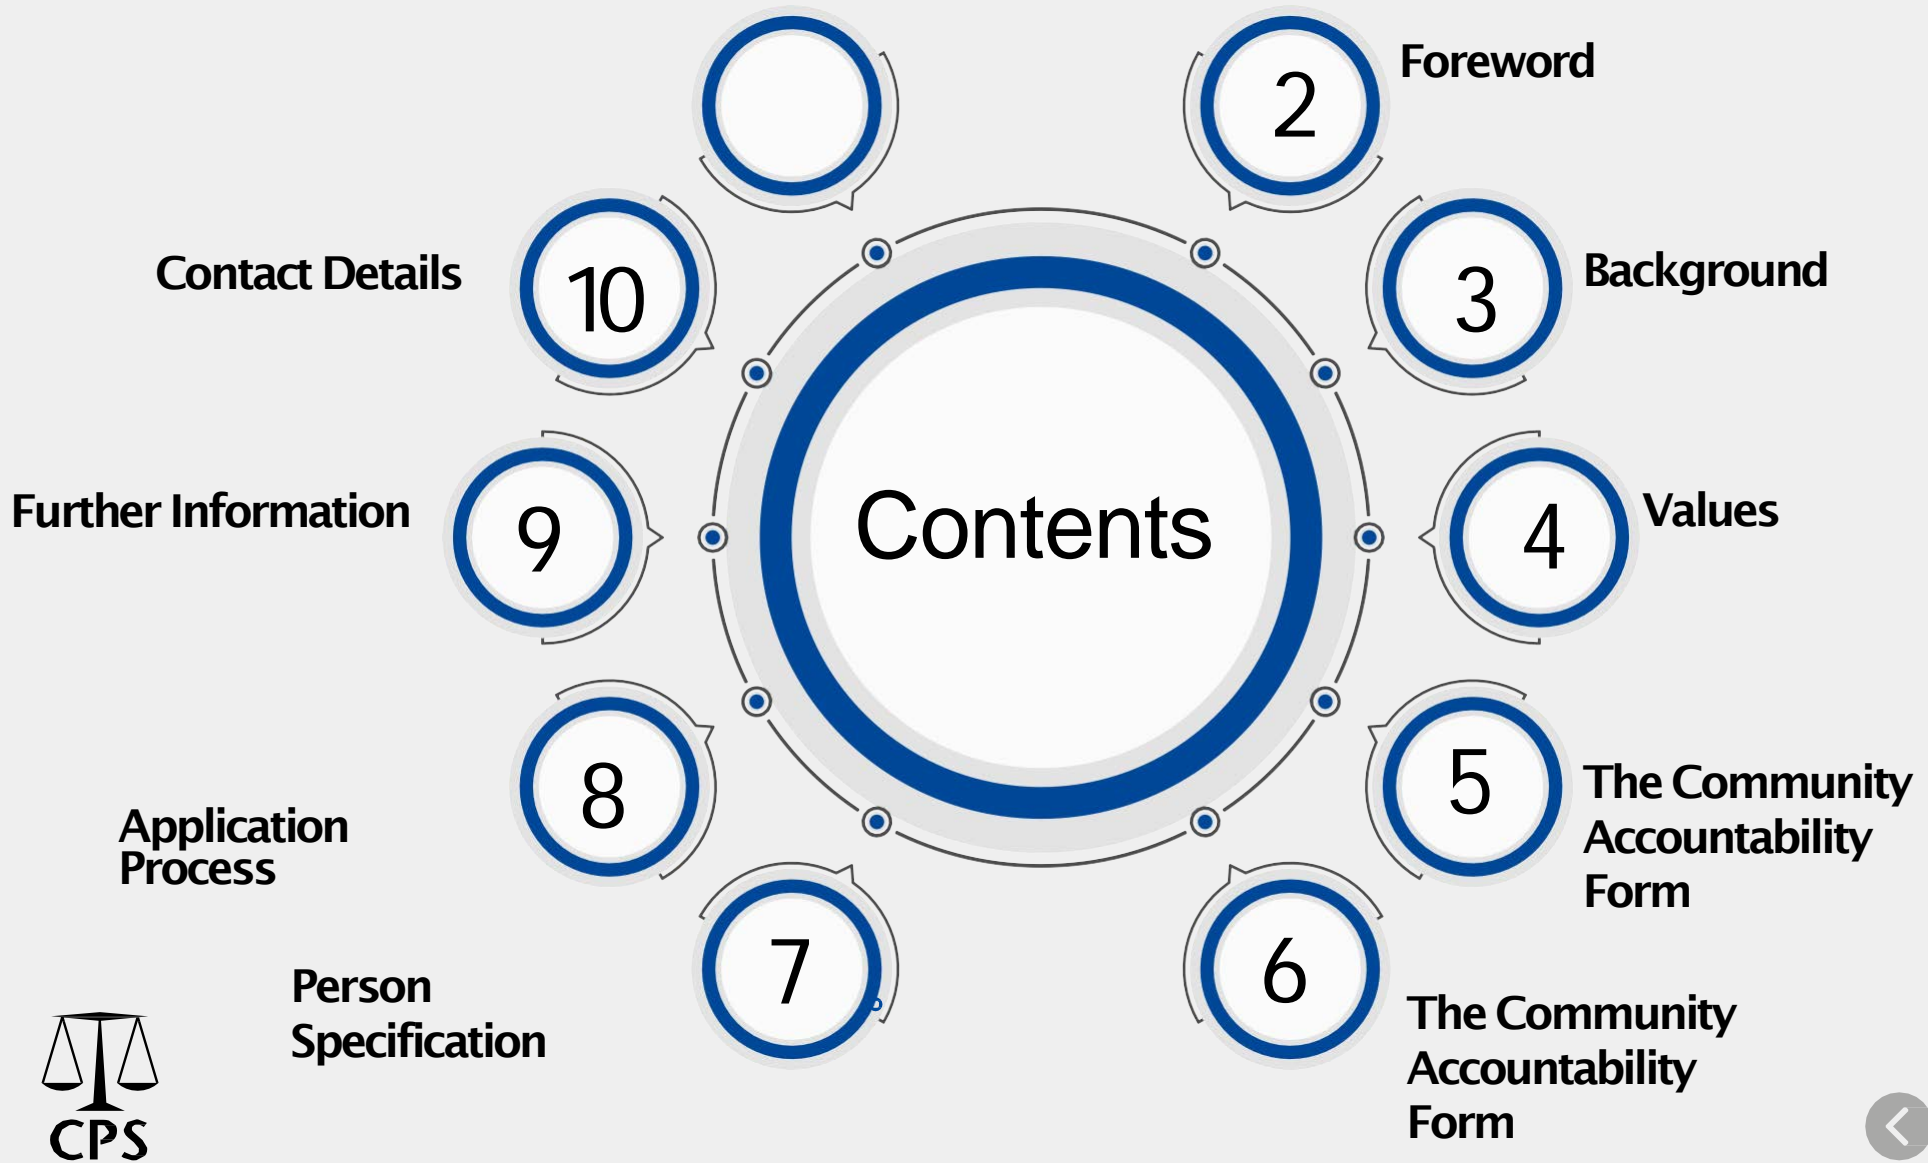 Contents
2
Foreword
3
Background
4
Values
5
The Community
Accountability
Form
6
The Community
Accountability
Form
7
Person
Specification
8
Application
Process
9
Further Information
10
Contact Details
CPS